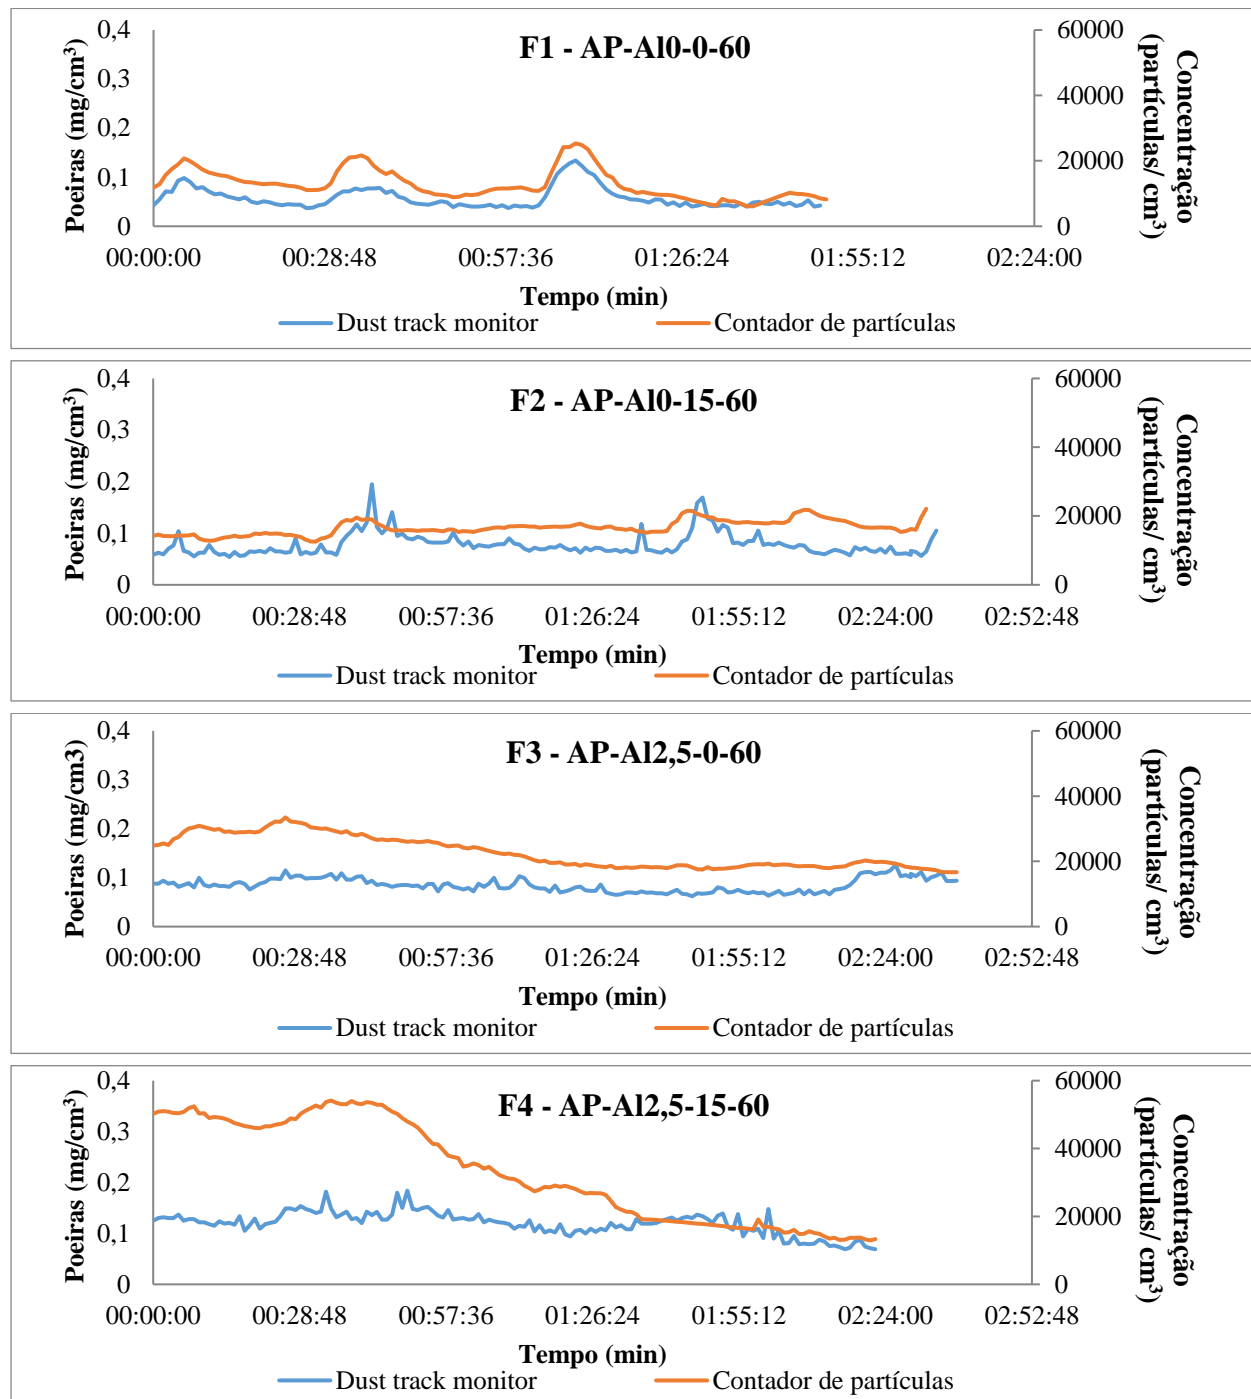 F1 - AP-Al0-0-60
Poeiras (mg/cm³)
0,4
0,3
0,2
0,1
0
60000
40000
20000
0
Concentração
(partículas/ cm³)
00:00:00 00:28:48 00:57:36 01:26:24 01:55:12 02:24:00
Tempo (min)
Dust track monitor Contador de partículas
F2 - AP-Al0-15-60
Poeiras (mg/cm³)
0,4
0,3
0,2
0,1
0
60000
40000
20000
0
Concentração
(partículas/ cm³)
00:00:00 00:28:48 00:57:36 01:26:24 01:55:12 02:24:00 02:52:48
Tempo (min)
Dust track monitor Contador de partículas
F3 - AP-Al2,5-0-60
Poeiras (mg/cm3)
0,4
0,3
0,2
0,1
0
60000
40000
20000
0
Concentração
(partículas/ cm³)
00:00:00 00:28:48 00:57:36 01:26:24 01:55:12 02:24:00 02:52:48
Tempo (min)
Dust track monitor Contador de partículas
F4 - AP-Al2,5-15-60
Poeiras (mg/cm³)
0,4
0,3
0,2
0,1
0
60000
40000
20000
0
Concentração
(partículas/ cm³)
00:00:00 00:28:48 00:57:36 01:26:24 01:55:12 02:24:00 02:52:48
Tempo (min)
Dust track monitor Contador de partículas